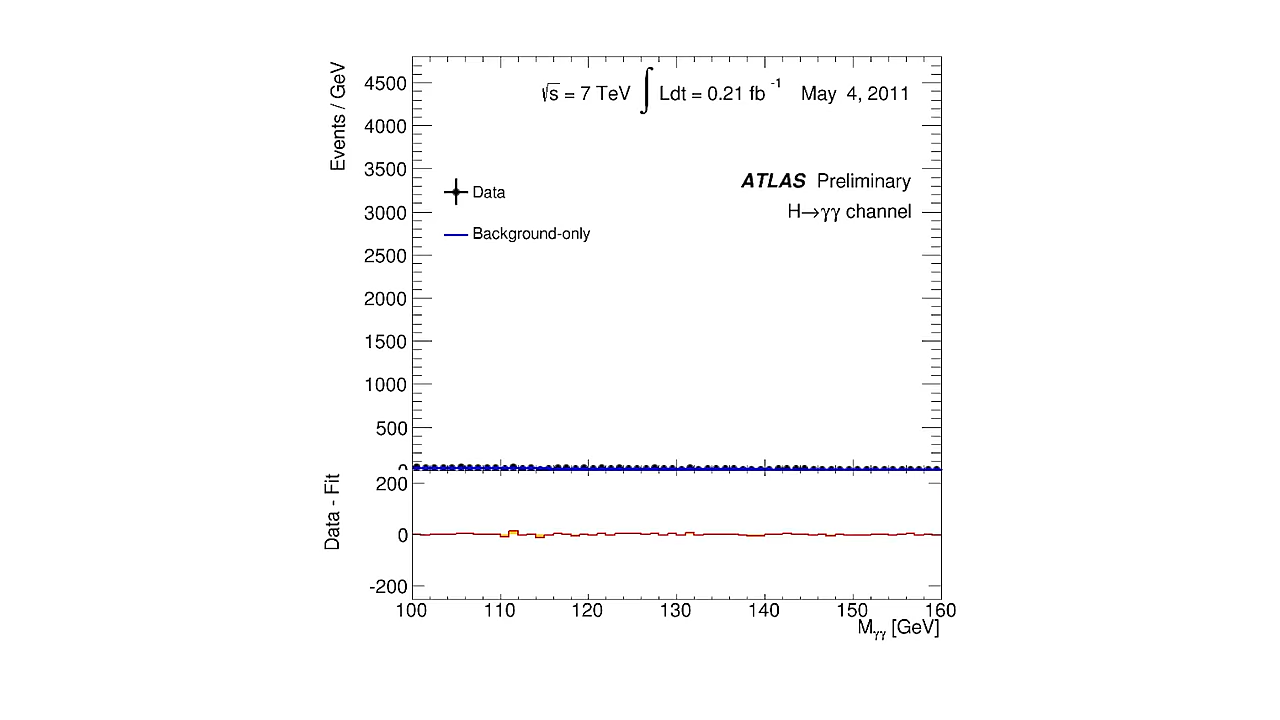 Events / GeV
4500
4000
3500
3000
2500
2000
1500
1000
500
0
√s = 7 TeV ∫ Ldt = 0.21 fb⁻¹ May 4, 2011
ATLAS Preliminary
H→γγ channel
Data
Background-only
Data - Fit
200
0
-200
100 110 120 130 140 150 160
Mγγ [GeV]